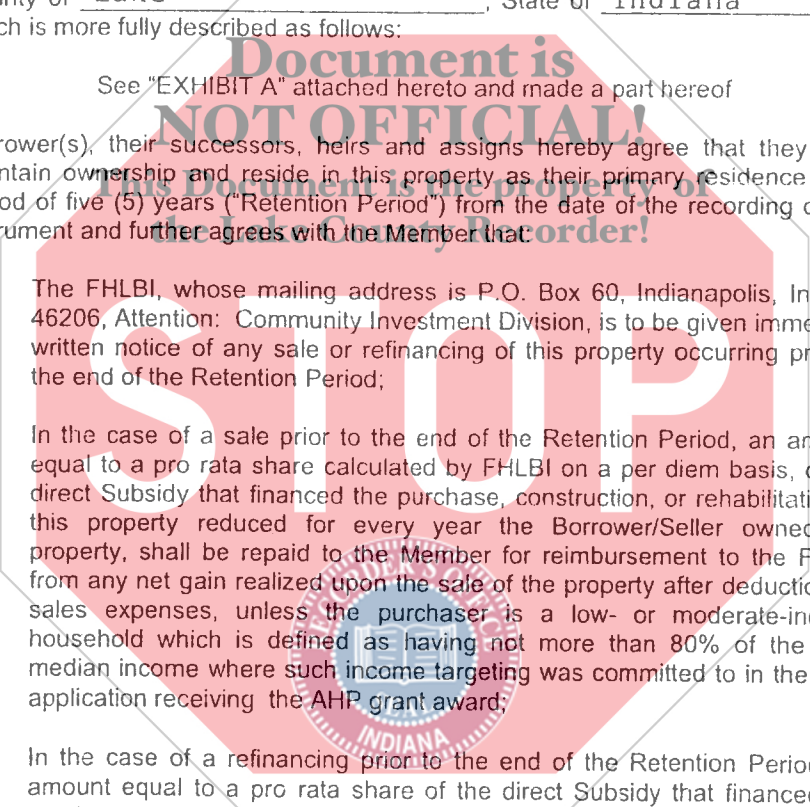 , State of Indiana
ch is more fully described as follows:
See "EXHIBIT A" attached hereto and made a part hereof
rower(s), their successors, heirs and assigns hereby agree that they
ntain ownership and reside in this property as their primary residence
od of five (5) years ("Retention Period") from the date of the recording o
rument and further agrees with the Member that:
Document is
NOT OFFICIAL!
This Document is the property of
the Lake County Recorder!
The FHLBI, whose mailing address is P.O. Box 60, Indianapolis, In
46206, Attention: Community Investment Division, is to be given imme
written notice of any sale or refinancing of this property occurring pr
the end of the Retention Period;
STOP
In the case of a sale prior to the end of the Retention Period, an an
equal to a pro rata share calculated by FHLBI on a per diem basis, o
direct Subsidy that financed the purchase, construction, or rehabilitati
this property reduced for every year the Borrower/Seller owned
property, shall be repaid to the Member for reimbursement to the F
from any net gain realized upon the sale of the property after deductio
sales expenses, unless the purchaser is a low- or moderate-in
household which is defined as having not more than 80% of the
median income where such income targeting was committed to in the
application receiving the AHP grant award;
RECORDER'S OFFICE
SEAL
INDIANA
In the case of a refinancing prior to the end of the Retention Period
amount equal to a pro rata share of the direct Subsidy that financed